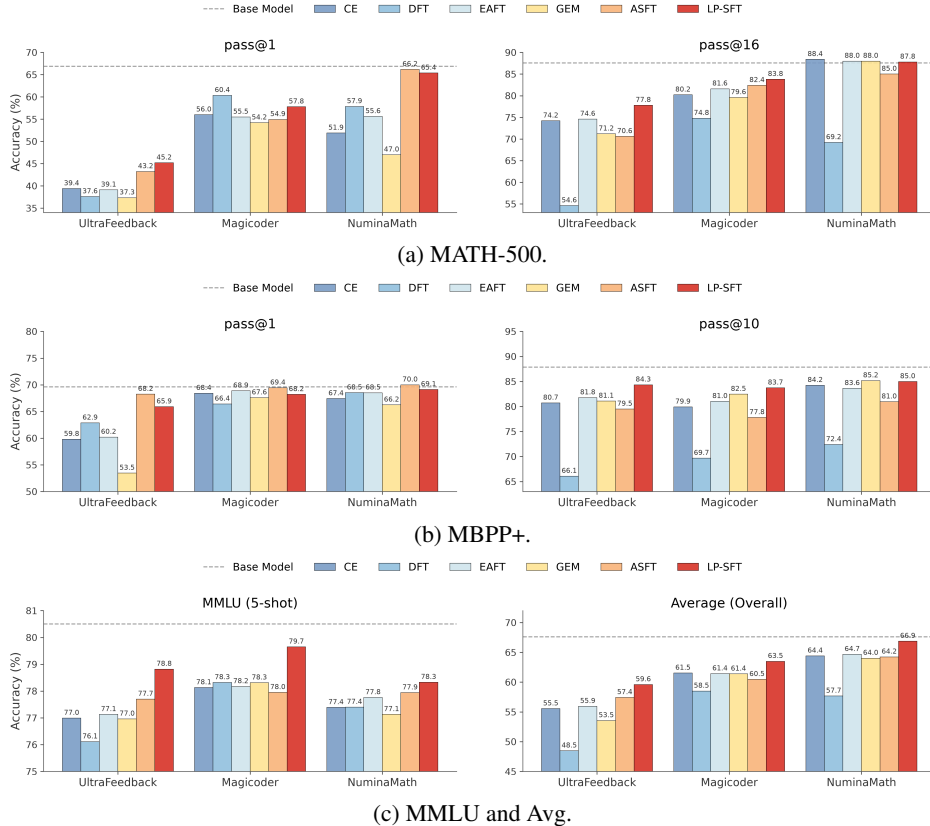 Base Model CE DFT EAFT GEM ASFT LP-SFT
pass@1
Accuracy (%)
70
65
60
55
50
45
40
35
39.4 37.6 39.1 37.3 43.2 45.2
56.0 60.4 55.5 54.2 54.9 57.8
51.9 57.9 55.6 47.0 66.2 65.4
UltraFeedback Magicoder NuminaMath
pass@16
90
85
80
75
70
65
60
55
74.2 54.6 74.6 71.2 70.6 77.8
80.2 74.8 81.6 79.6 82.4 83.8
88.4 69.2 88.0 88.0 85.0 87.8
UltraFeedback Magicoder NuminaMath
(a) MATH-500.
Base Model CE DFT EAFT GEM ASFT LP-SFT
pass@1
Accuracy (%)
80
75
70
65
60
55
50
59.8 62.9 60.2 53.5 68.2 65.9
68.4 66.4 68.9 67.6 69.4 68.2
67.4 68.5 68.5 66.2 70.0 69.1
UltraFeedback Magicoder NuminaMath
pass@10
95
90
85
80
75
70
65
80.7 66.1 81.8 81.1 79.5 84.3
79.9 69.7 81.0 82.5 77.8 83.7
84.2 72.4 83.6 85.2 81.0 85.0
UltraFeedback Magicoder NuminaMath
(b) MBPP+.
Base Model CE DFT EAFT GEM ASFT LP-SFT
MMLU (5-shot)
Accuracy (%)
81
80
79
78
77
76
75
77.0 76.1 77.1 77.0 77.7 78.8
78.1 78.3 78.2 78.3 78.0 79.7
77.4 77.4 77.8 77.1 77.9 78.3
UltraFeedback Magicoder NuminaMath
Average (Overall)
70
65
60
55
50
45
55.5 48.5 55.9 53.5 57.4 59.6
61.5 58.5 61.4 61.4 60.5 63.5
64.4 57.7 64.7 64.0 64.2 66.9
UltraFeedback Magicoder NuminaMath
(c) MMLU and Avg.